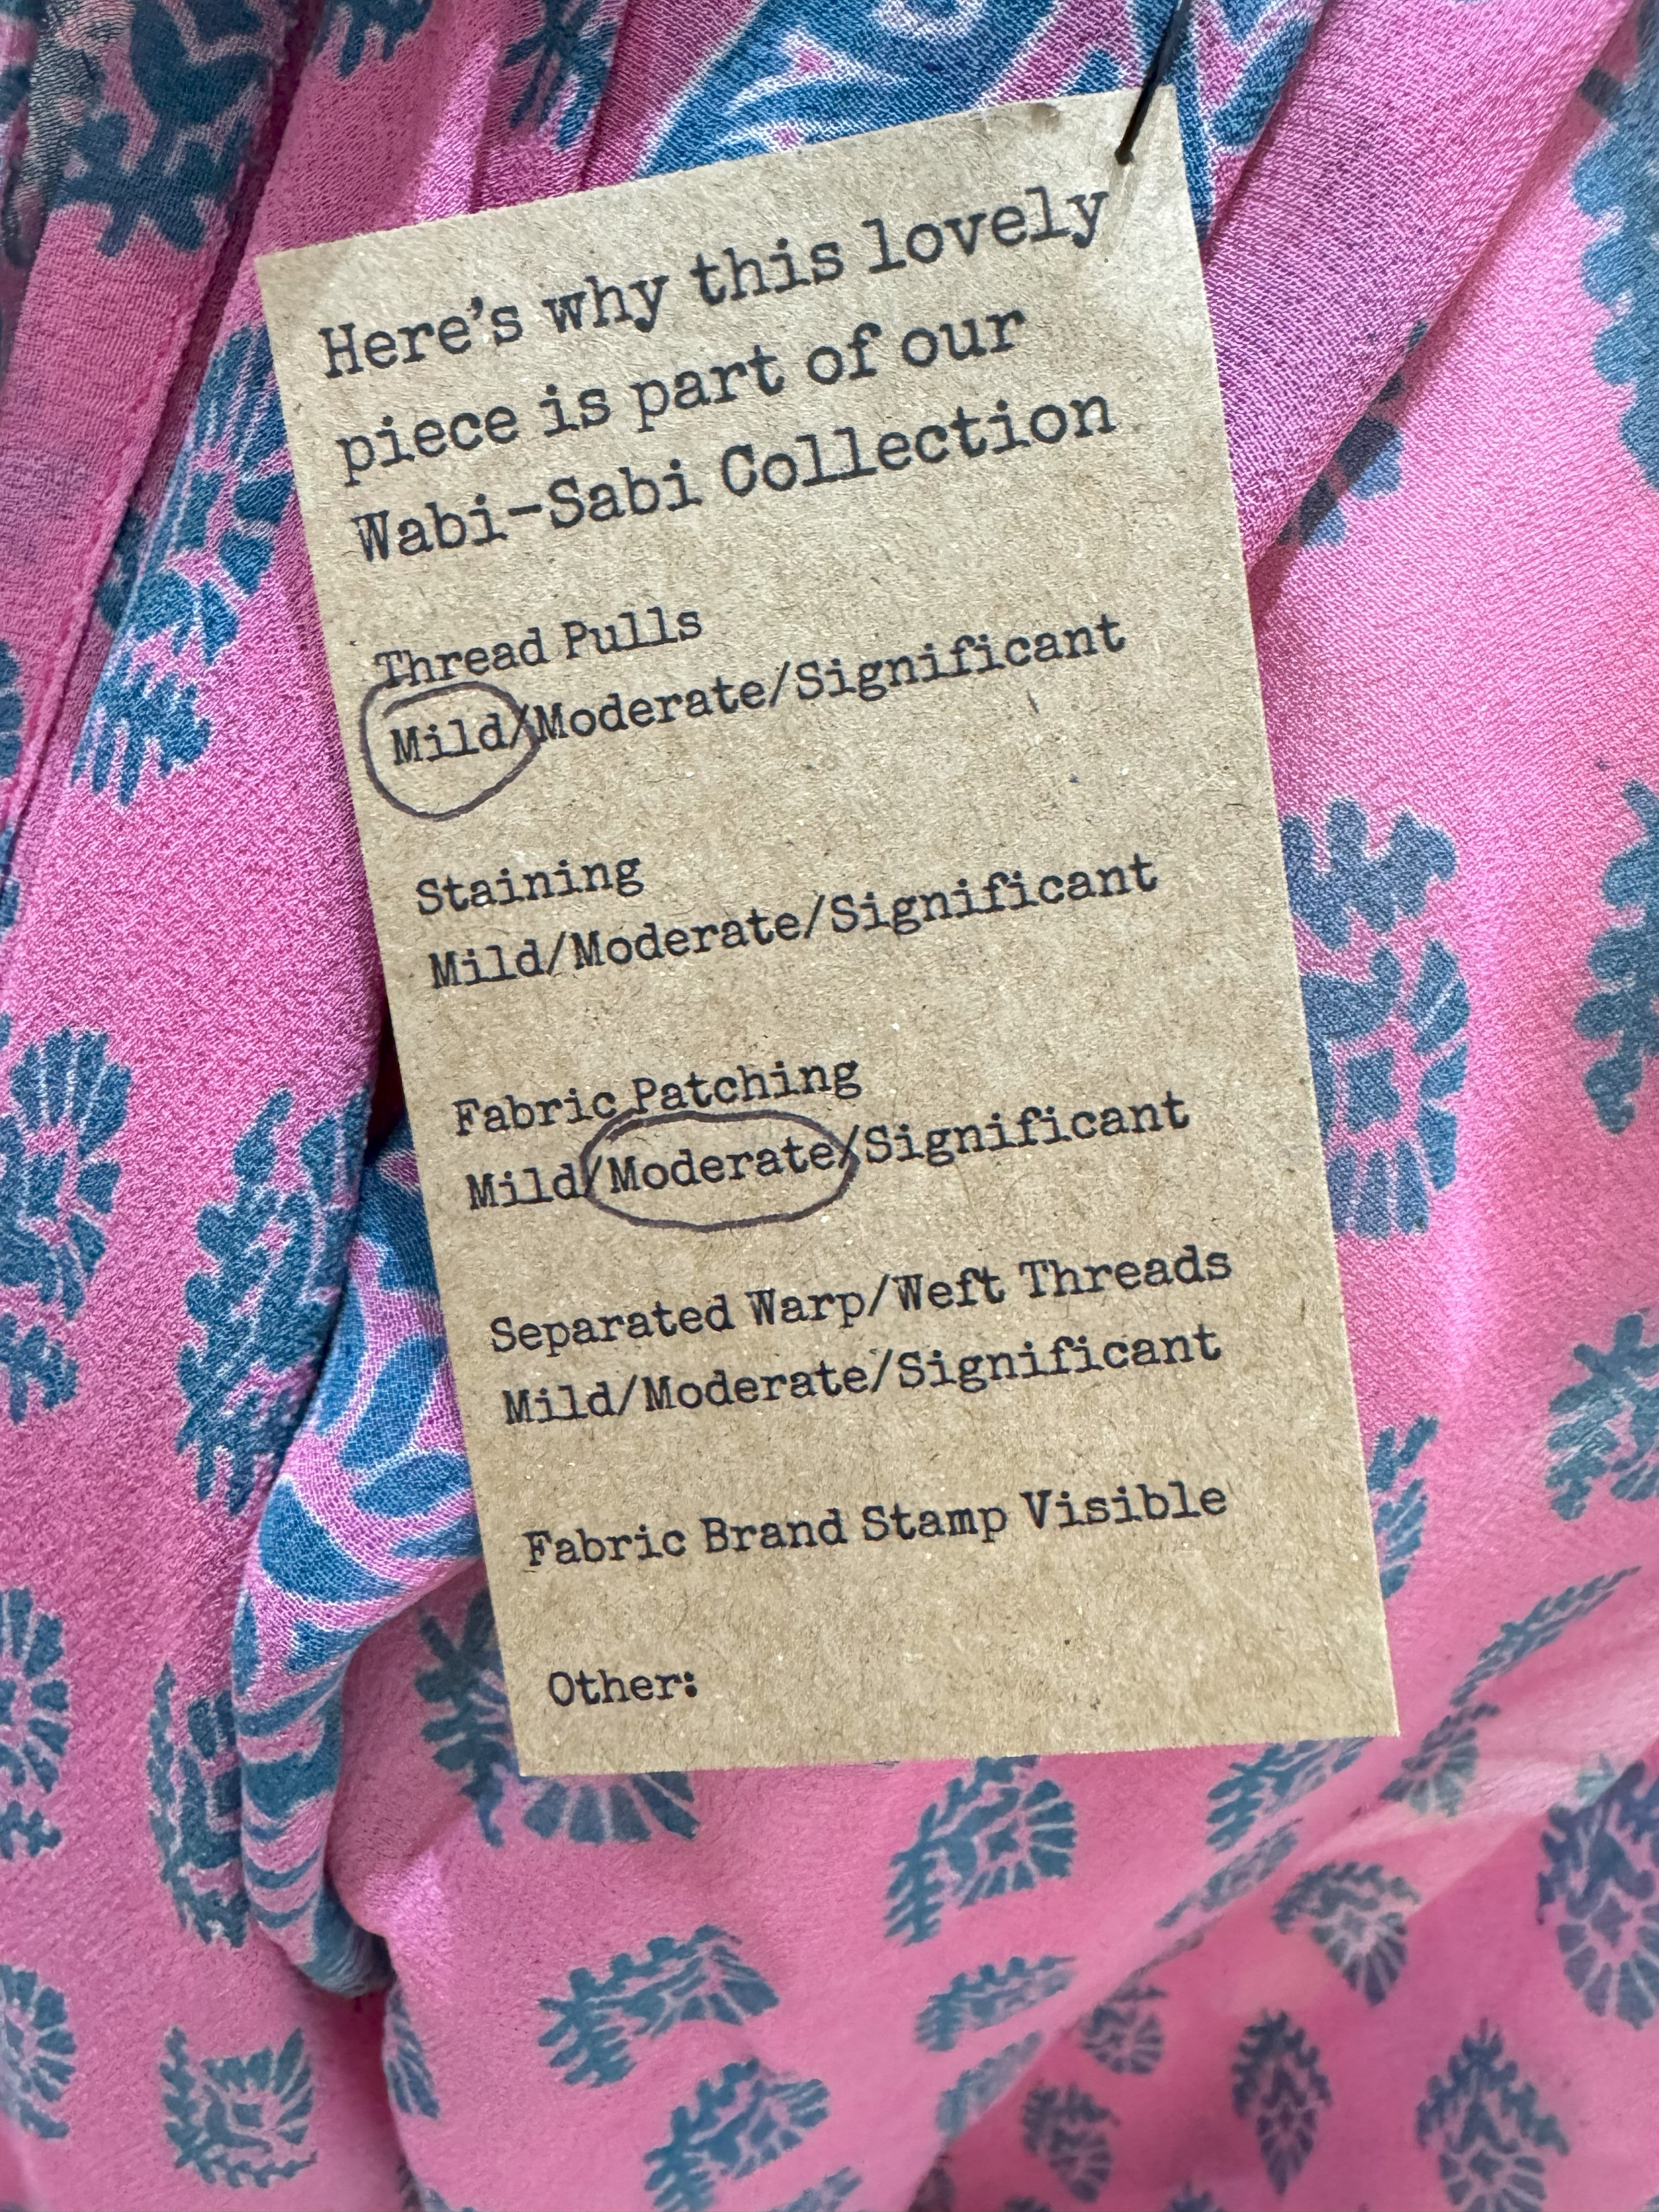 Here's why this lovely
piece is part of our
Wabi-Sabi Collection
Thread Pulls
Mild/Moderate/Significant
Staining
Mild/Moderate/Significant
Fabric Patching
Mild/Moderate/Significant
Separated Warp/Weft Threads
Mild/Moderate/Significant
Fabric Brand Stamp Visible
Other: